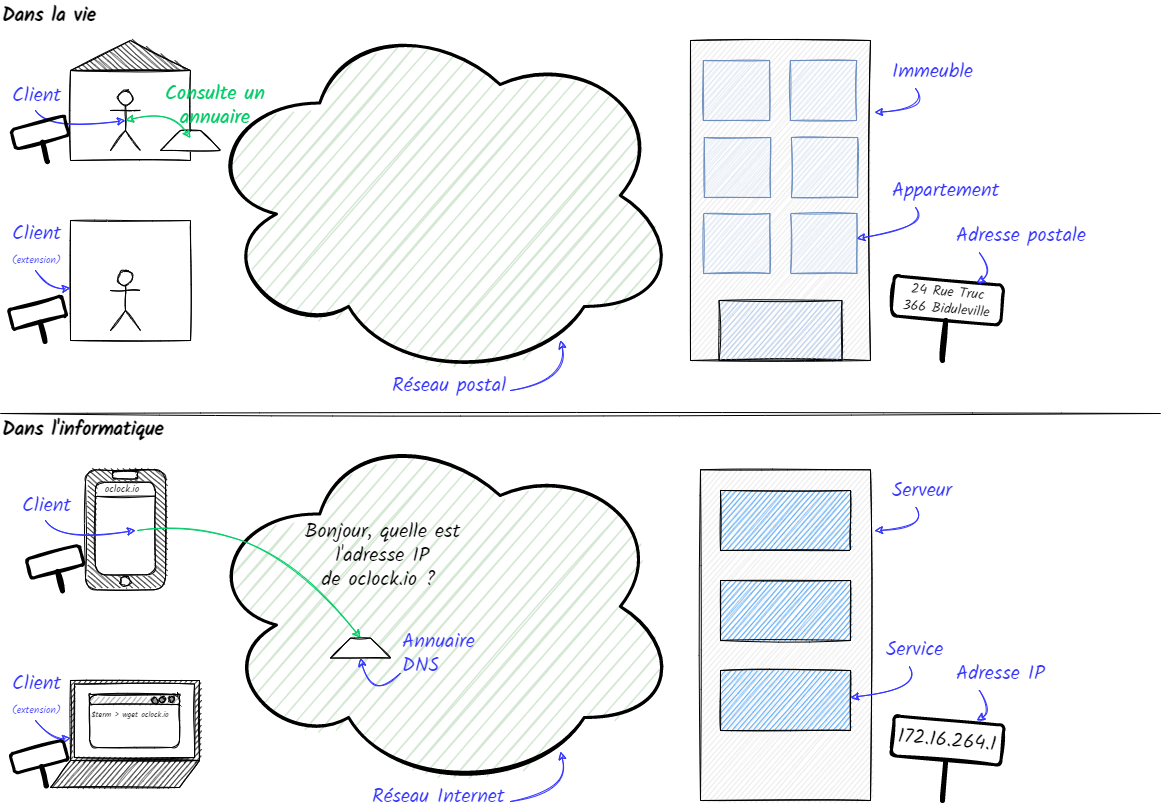 Dans la vie
Client
Consulte un
annuaire
Immeuble
Appartement
Client
(extension)
Adresse postale
24 Rue Truc
366 Biduleville
Réseau postal
Dans l'informatique
oclock.io
Client
Serveur
Bonjour, quelle est
l'adresse IP
de oclock.io ?
Annuaire
DNS
Service
Adresse IP
Client
(extension)
$term > wget oclock.io
172.16.264.1
Réseau Internet